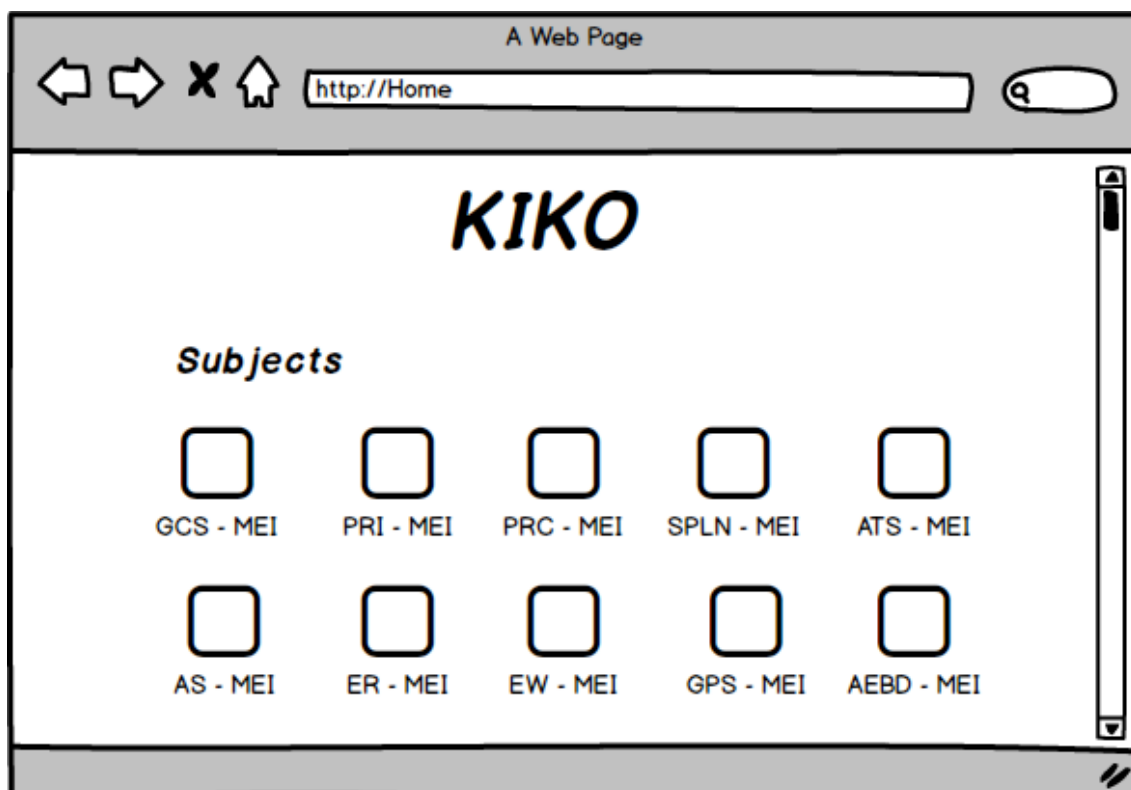 A Web Page
http://Home
KIKO
Subjects
GCS - MEI PRI - MEI PRC - MEI SPLN - MEI ATS - MEI
AS - MEI ER - MEI EW - MEI GPS - MEI AEBD - MEI